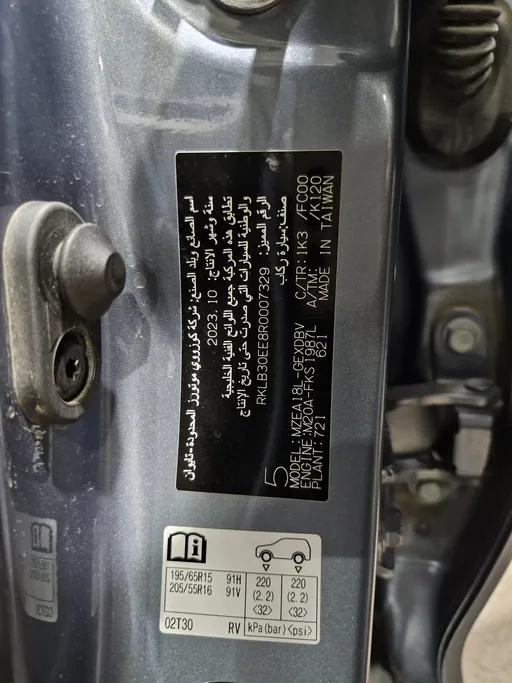 اسم الصانع وبلد الصنع: شركة كوزوي موتورز المحدودة-تايوان
سنة وشهر الانتاج: 2023.10
تطابق هذه المركبة جميع اللوائح الفنية الخليجية
والوطنية للسيارات التي صدرت حتى تاريخ الإنتاج
الرقم المميز: RKLB30EE8R0007329
صنف: سيارة ركاب
5
MODEL:MZEA18L-GEXDBV
ENGINE:M20A-FKS 1987L
PLANT:721 621
C/TR:1K3 /FC00
A/TM: /K120
MADE IN TAIWAN
195/65R15 91H
205/55R16 91V
220 220
(2.2) (2.2)
<32> <32>
02T30 RV kPa(bar)<psi>